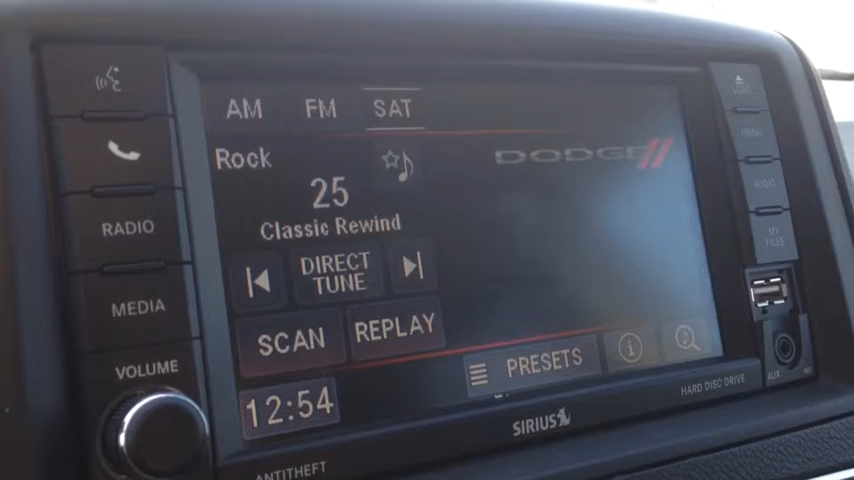 AM FM SAT
Rock
DODGE
25
Classic Rewind
DIRECT
TUNE
SCAN
REPLAY
PRESETS
12:54
RADIO
MEDIA
VOLUME
LOAD
MENU
AUDIO
MY
FILES
AUX
HARD DISC DRIVE
SIRIUS
ANTITHEFT